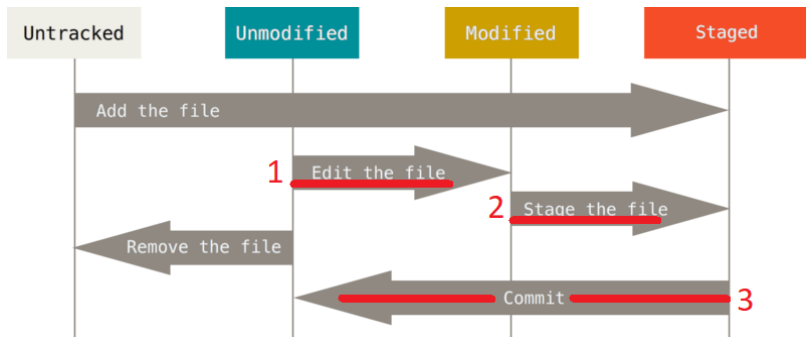 Untracked
Unmodified
Modified
Staged
Add the file
1
Edit the file
2
Stage the file
Remove the file
Commit
3